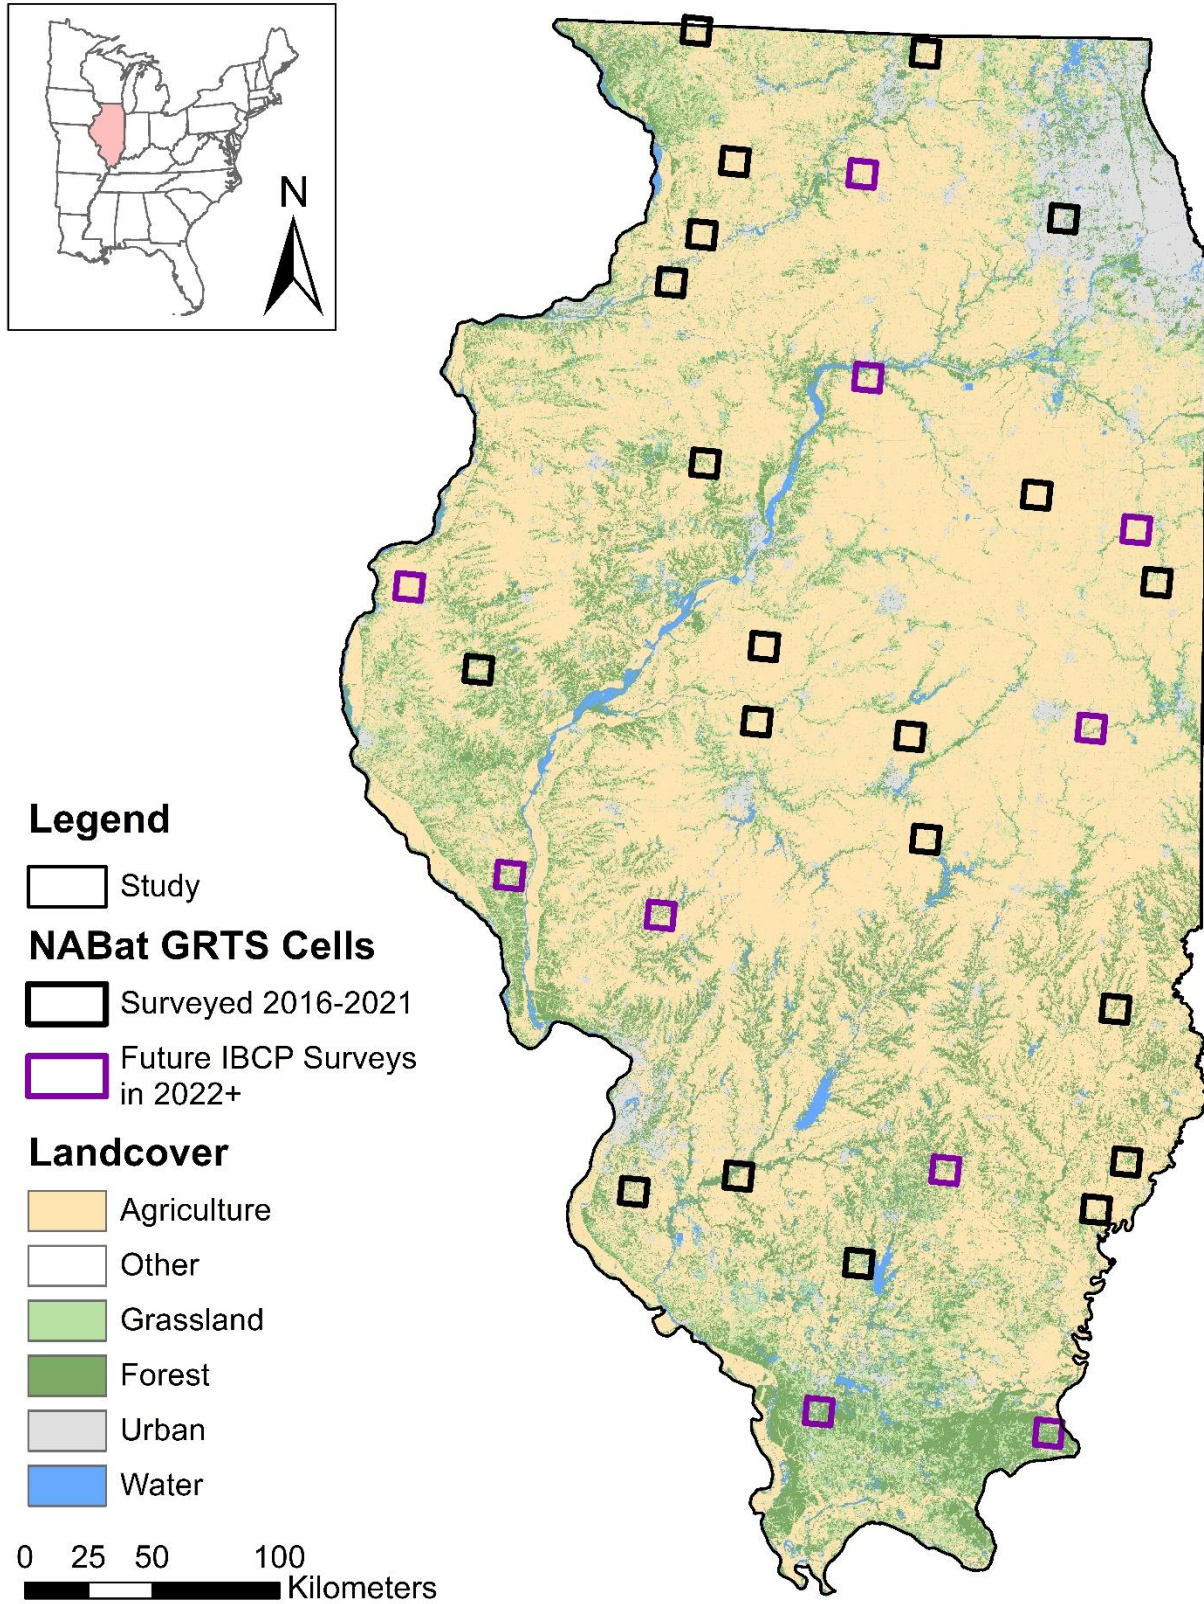 N
Legend
Study
NABat GRTS Cells
Surveyed 2016-2021
Future IBCP Surveys
in 2022+
Landcover
Agriculture
Other
Grassland
Forest
Urban
Water
0 25 50 100
Kilometers